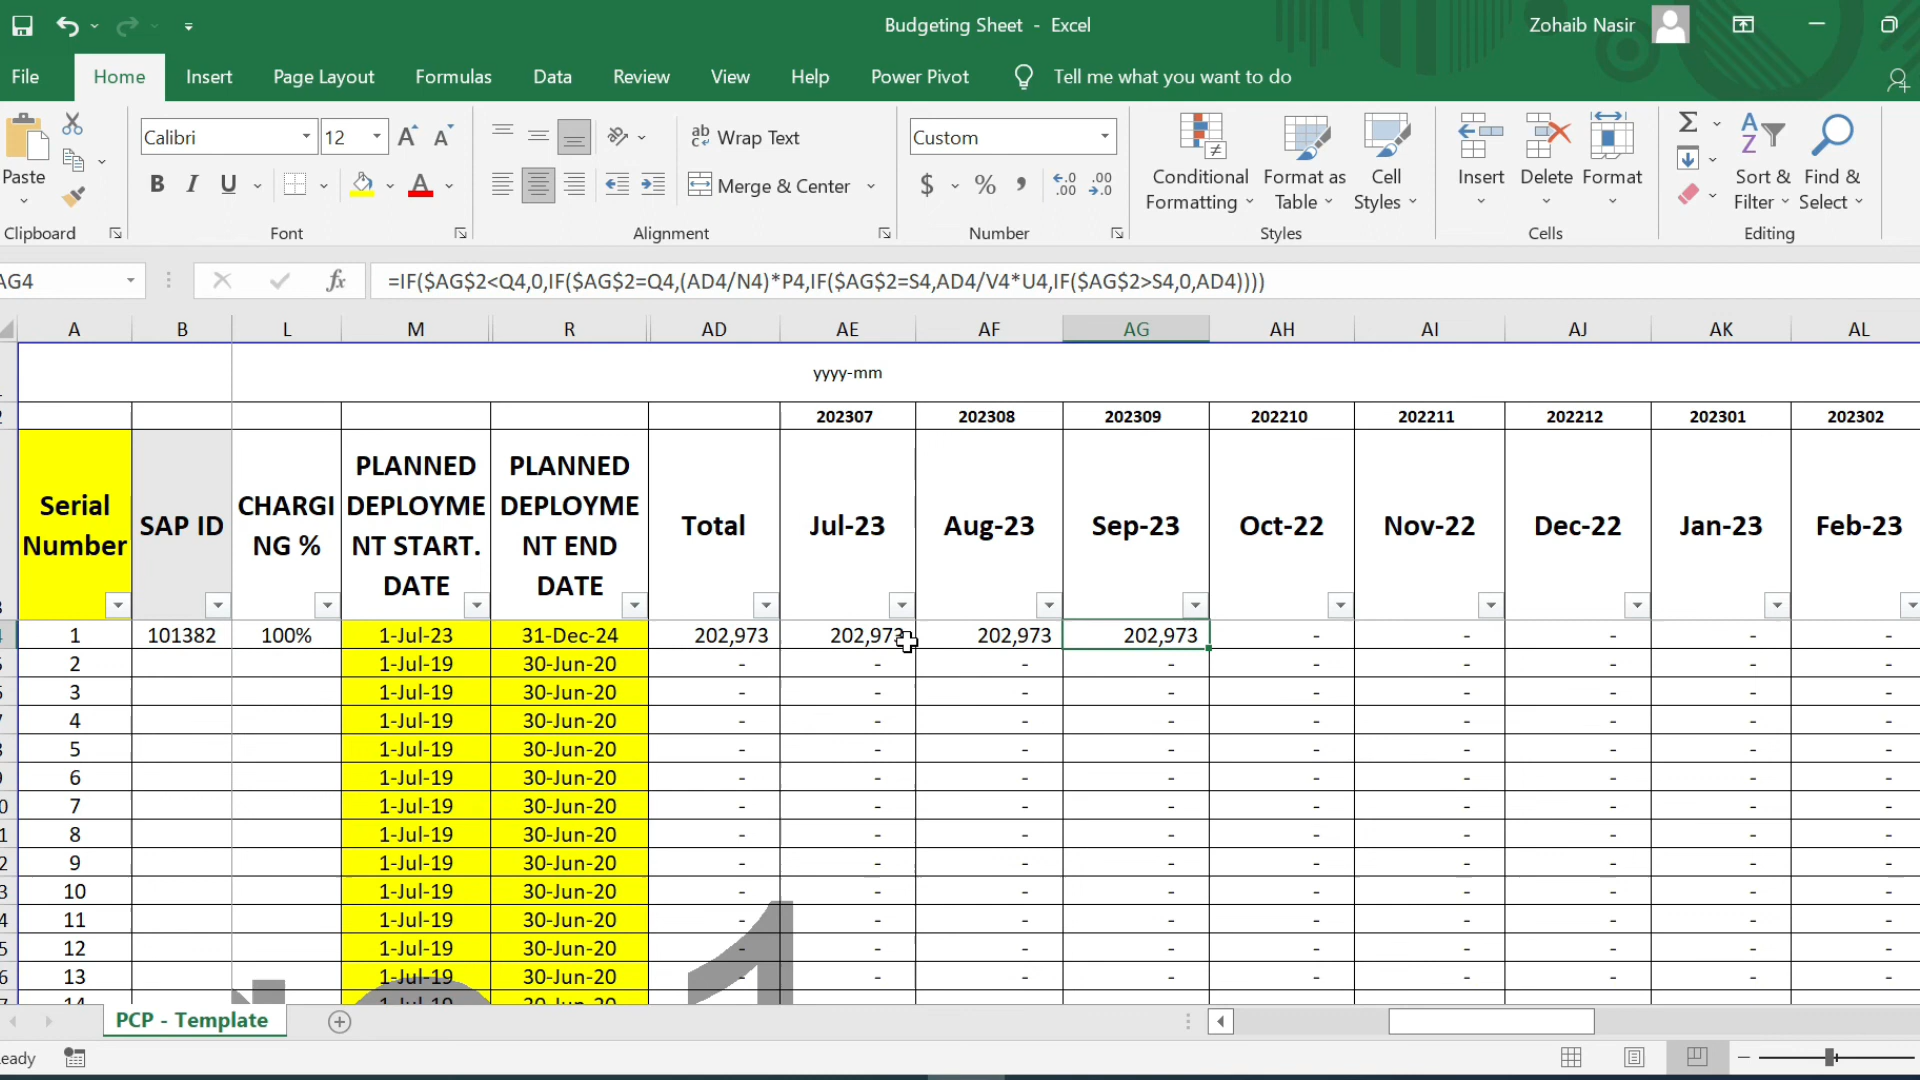 Budgeting Sheet - Excel
Zohaib Nasir
File Home Insert Page Layout Formulas Data Review View Help Power Pivot Tell me what you want to do
Paste
Clipboard
Calibri 12
B I U
Font
ab Wrap Text
Merge & Center
Alignment
Custom
$ % ,
Number
Conditional Formatting
Format as Table
Cell Styles
Styles
Insert Delete Format
Cells
Sort & Filter
Find & Select
Editing
AG4 fx =IF($AG$2<Q4,0,IF($AG$2=Q4,(AD4/N4)*P4,IF($AG$2=S4,AD4/V4*U4,IF($AG$2>S4,0,AD4))))
A B L M R AD AE AF AG AH AI AJ AK AL
yyyy-mm
202307 202308 202309 202210 202211 202212 202301 202302
Serial Number
SAP ID
CHARGI NG %
PLANNED DEPLOYME NT START. DATE
PLANNED DEPLOYME NT END DATE
Total Jul-23 Aug-23 Sep-23 Oct-22 Nov-22 Dec-22 Jan-23 Feb-23
1 101382 100% 1-Jul-23 31-Dec-24 202,973 202,973 202,973 202,973 - - - - -
2 1-Jul-19 30-Jun-20 - - - - - - - - -
3 1-Jul-19 30-Jun-20 - - - - - - - - -
4 1-Jul-19 30-Jun-20 - - - - - - - - -
5 1-Jul-19 30-Jun-20 - - - - - - - - -
6 1-Jul-19 30-Jun-20 - - - - - - - - -
7 1-Jul-19 30-Jun-20 - - - - - - - - -
8 1-Jul-19 30-Jun-20 - - - - - - - - -
9 1-Jul-19 30-Jun-20 - - - - - - - - -
10 1-Jul-19 30-Jun-20 - - - - - - - - -
11 1-Jul-19 30-Jun-20 - - - - - - - - -
12 1-Jul-19 30-Jun-20 - - - - - - - - -
13 1-Jul-19 30-Jun-20 - - - - - - - - -
PCP - Template